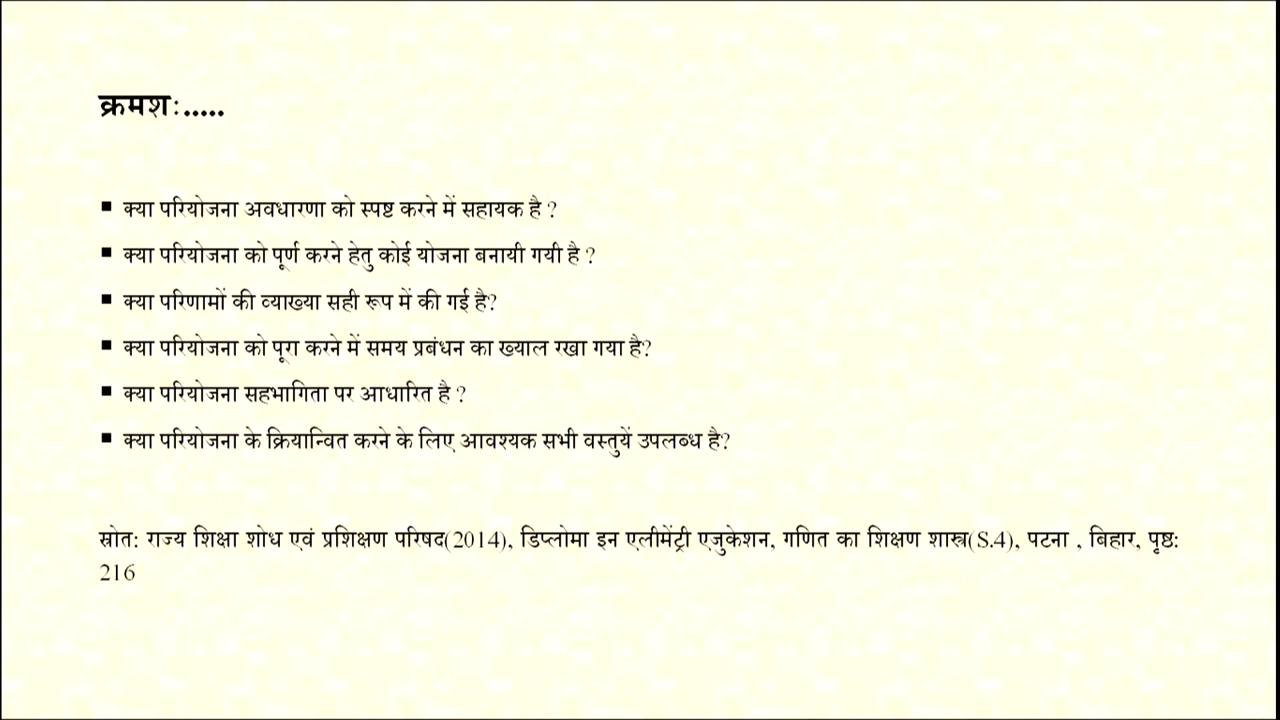 क्रमशः.....
▪ क्या परियोजना अवधारणा को स्पष्ट करने में सहायक है ?
▪ क्या परियोजना को पूर्ण करने हेतु कोई योजना बनायी गयी है ?
▪ क्या परिणामों की व्याख्या सही रूप में की गई है?
▪ क्या परियोजना को पूरा करने में समय प्रबंधन का ख्याल रखा गया है?
▪ क्या परियोजना सहभागिता पर आधारित है ?
▪ क्या परियोजना के क्रियान्वित करने के लिए आवश्यक सभी वस्तुयें उपलब्ध है?
स्रोत: राज्य शिक्षा शोध एवं प्रशिक्षण परिषद(2014), डिप्लोमा इन एलीमेंट्री एजुकेशन, गणित का शिक्षण शास्त्र(S.4), पटना , बिहार, पृष्ठ:
216